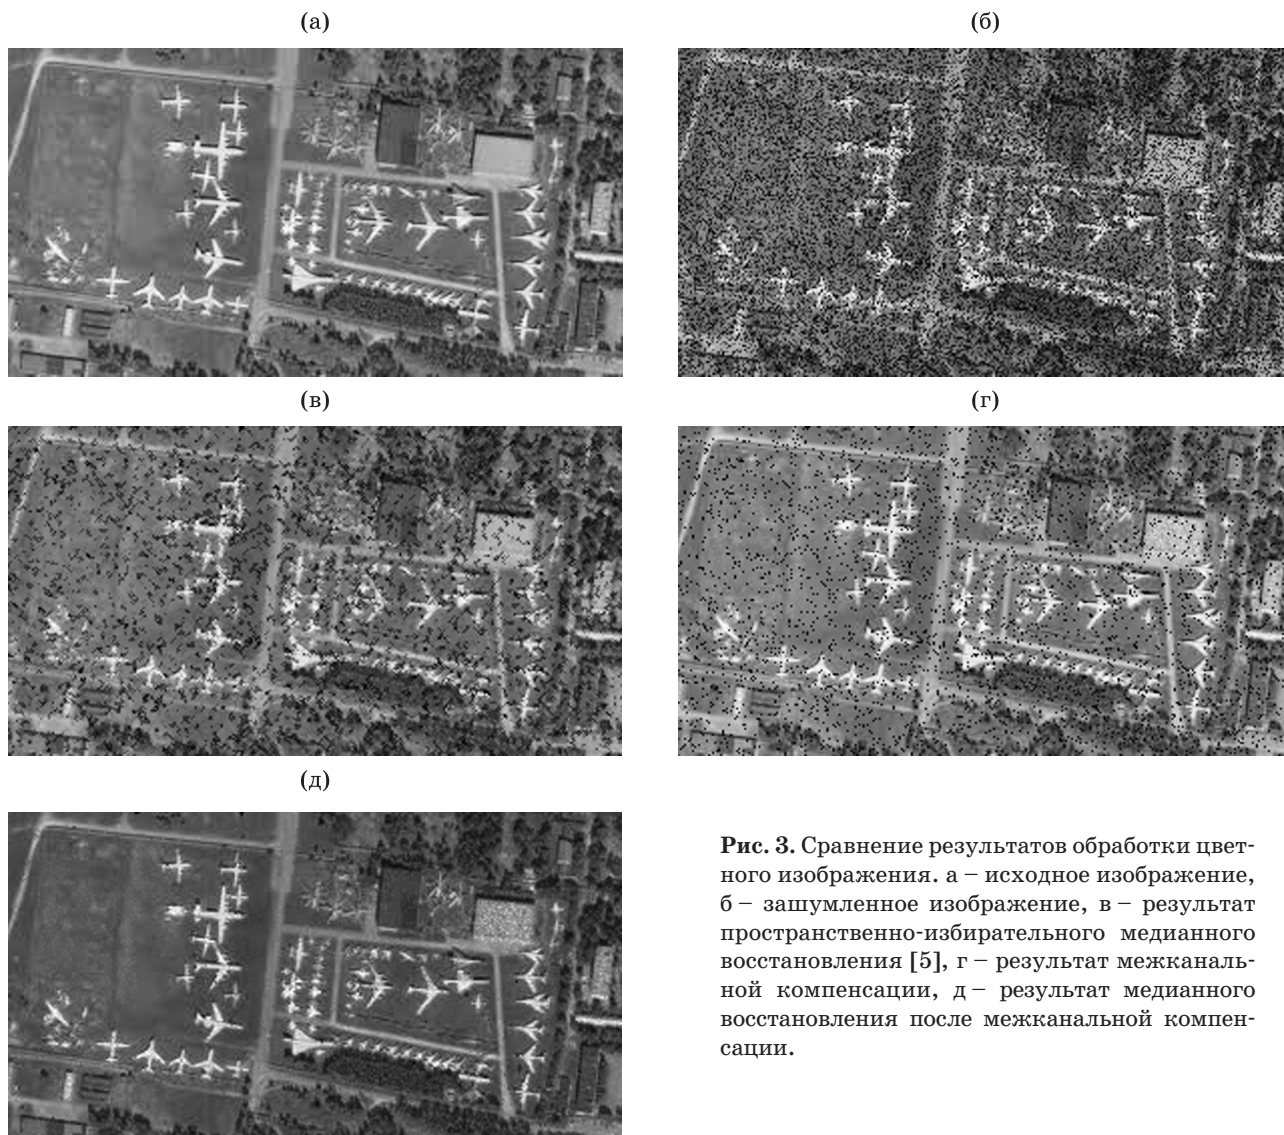 (а)
(б)
(в)
(г)
(д)
Рис. 3. Сравнение результатов обработки цвет-
ного изображения. а – исходное изображение,
б – зашумленное изображение, в – результат
пространственно-избирательного медианного
восстановления [5], г – результат межканаль-
ной компенсации, д – результат медианного
восстановления после межканальной компен-
сации.